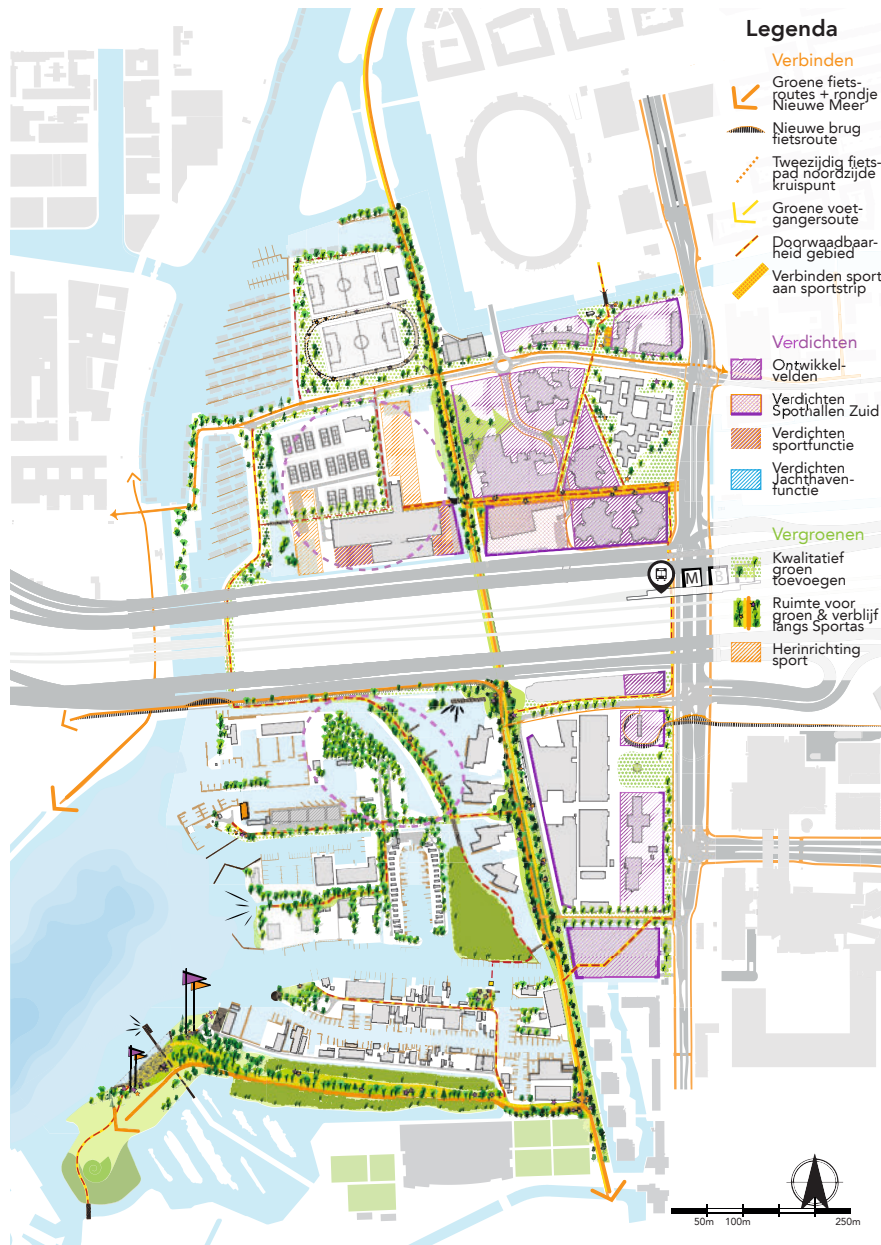 Legenda
Verbinden
Groene fiets-
routes + rondje
Nieuwe Meer
Nieuwe brug
fietsroute
Tweezijdig fiets-
pad noordzijde
kruispunt
Groene voet-
gangersroute
Doorwaadbaar-
heid gebied
Verbinden sport
aan sportstrip
Verdichten
Ontwikkel-
velden
Verdichten
Spothallen Zuid
Verdichten
sportfunctie
Verdichten
Jachthaven-
functie
Vergroenen
Kwalitatief
groen
toevoegen
Ruimte voor
groen & verblijf
langs Sportas
Herinrichting
sport
M B
50m 100m 250m